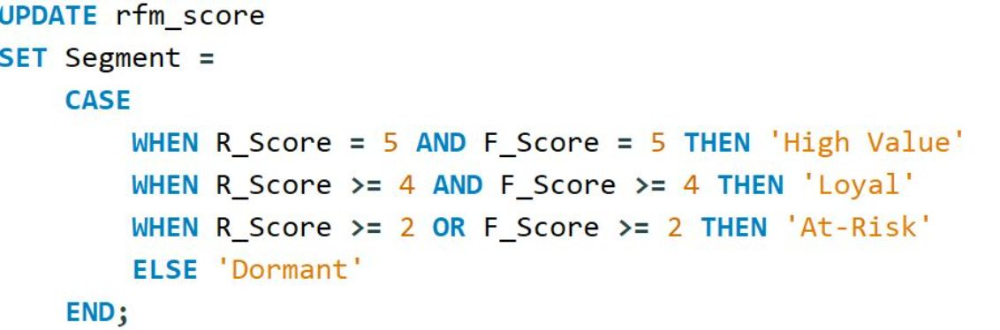 UPDATE rfm_score
SET Segment =
    CASE
        WHEN R_Score = 5 AND F_Score = 5 THEN 'High Value'
        WHEN R_Score >= 4 AND F_Score >= 4 THEN 'Loyal'
        WHEN R_Score >= 2 OR F_Score >= 2 THEN 'At-Risk'
        ELSE 'Dormant'
    END;